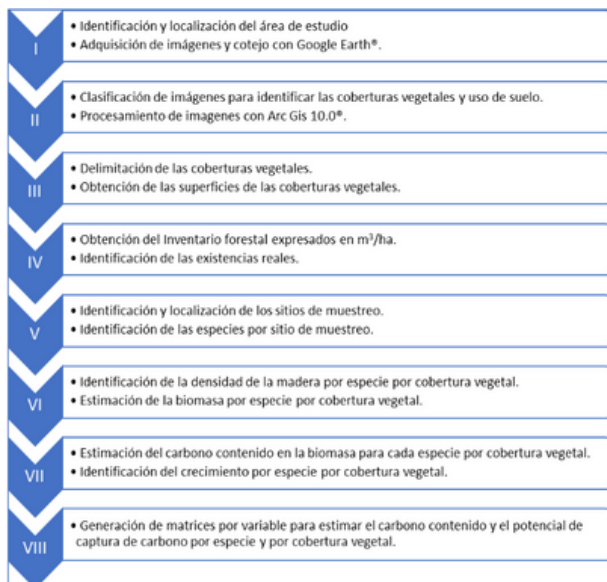 I
• Identificación y localización del área de estudio
• Adquisición de imágenes y cotejo con Google Earth®.
II
• Clasificación de imágenes para identificar las coberturas vegetales y uso de suelo.
• Procesamiento de imagenes con Arc Gis 10.0®.
III
• Delimitación de las coberturas vegetales.
• Obtención de las superficies de las coberturas vegetales.
IV
• Obtención del Inventario forestal expresados en m³/ha.
• Identificación de las existencias reales.
V
• Identificación y localización de los sitios de muestreo.
• Identificación de las especies por sitio de muestreo.
VI
• Identificación de la densidad de la madera por especie por cobertura vegetal.
• Estimación de la biomasa por especie por cobertura vegetal.
VII
• Estimación del carbono contenido en la biomasa para cada especie por cobertura vegetal.
• Identificación del crecimiento por especie por cobertura vegetal.
VIII
• Generación de matrices por variable para estimar el carbono contenido y el potencial de
captura de carbono por especie y por cobertura vegetal.